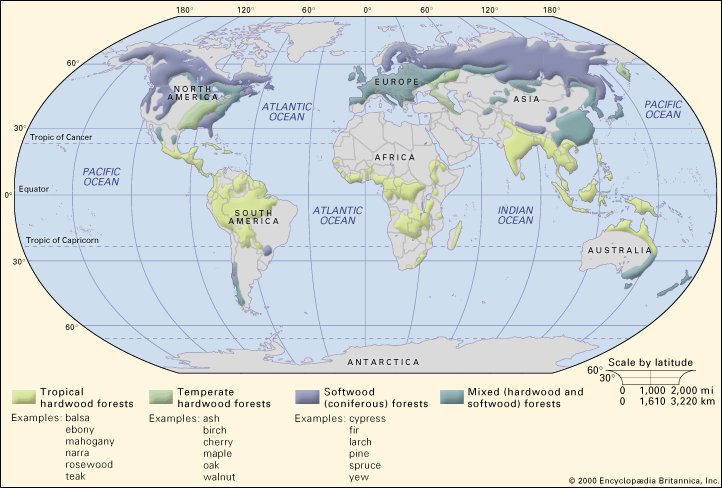 180° 120° 60° 0° 60° 120° 180°
60°
NORTH
AMERICA
EUROPE
ASIA
ATLANTIC
OCEAN
PACIFIC
OCEAN
30°
Tropic of Cancer
AFRICA
PACIFIC
OCEAN
0°
Equator
SOUTH
AMERICA
ATLANTIC
OCEAN
INDIAN
OCEAN
Tropic of Capricorn
AUSTRALIA
30°
60°
ANTARCTICA
Scale by latitude
60°
30°
0 1,000 2,000 mi
0 1,610 3,220 km
Tropical
hardwood forests
Examples: balsa
ebony
mahogany
narra
rosewood
teak
Temperate
hardwood forests
Examples: ash
birch
cherry
maple
oak
walnut
Softwood
(coniferous) forests
Examples: cypress
fir
larch
pine
spruce
yew
Mixed (hardwood and
softwood) forests
© 2000 Encyclopædia Britannica, Inc.